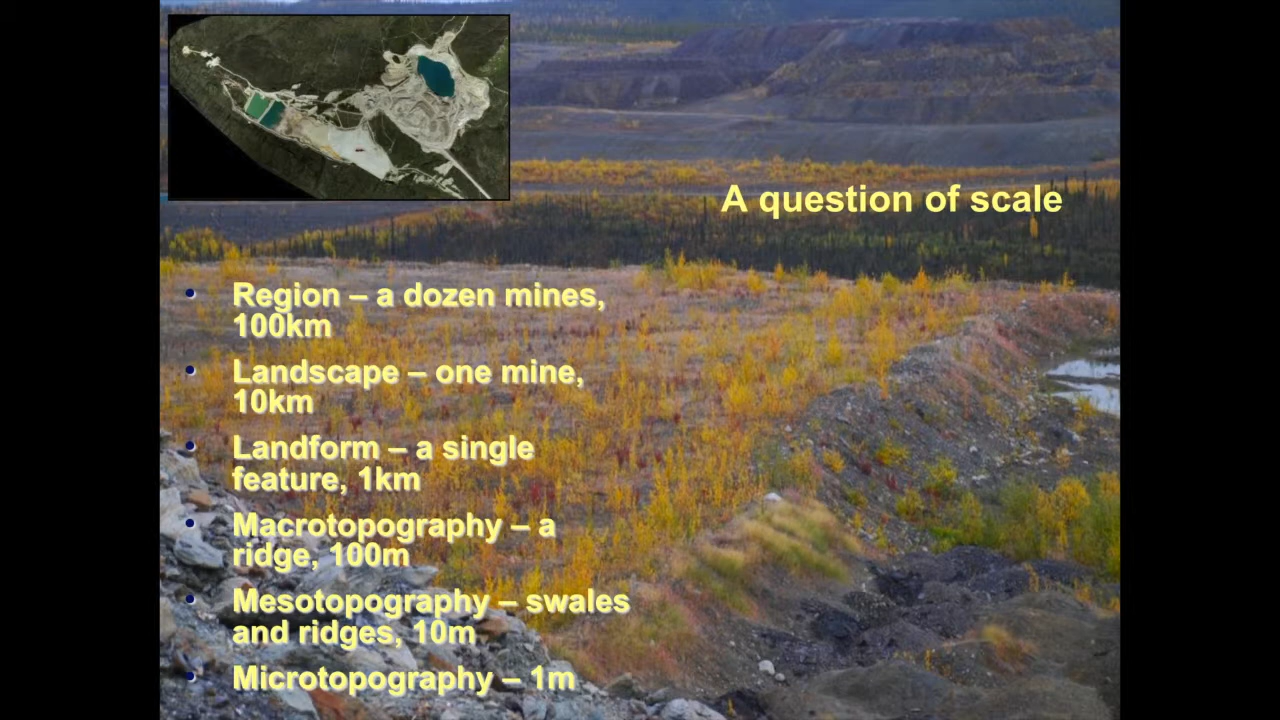 A question of scale
• Region – a dozen mines,
100km
• Landscape – one mine,
10km
• Landform – a single
feature, 1km
• Macrotopography – a
ridge, 100m
• Mesotopography – swales
and ridges, 10m
• Microtopography – 1m